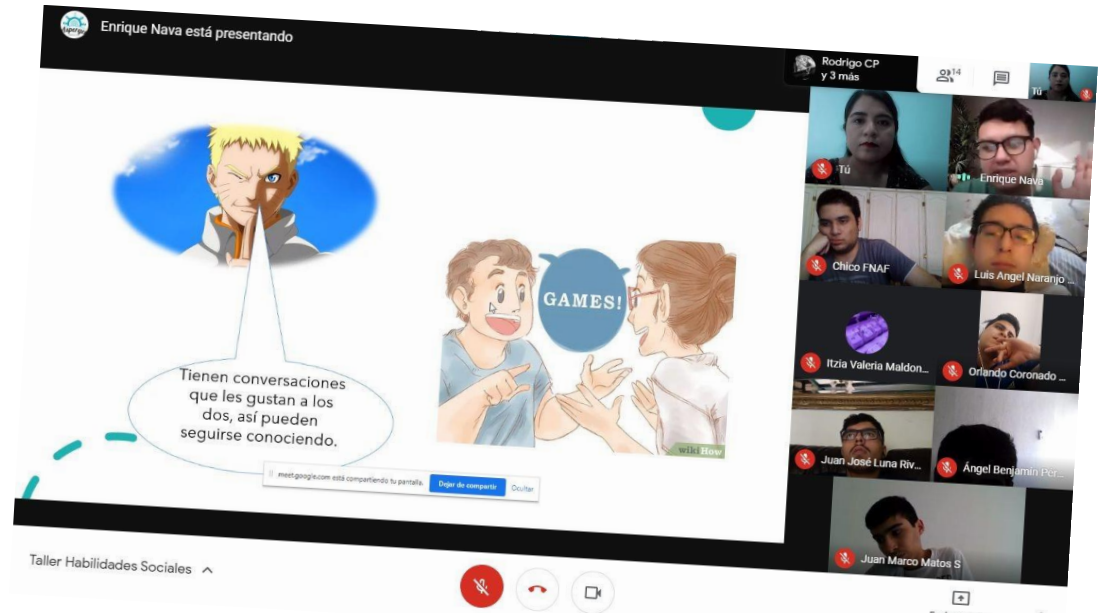 Enrique Nava está presentando
Rodrigo CP
y 3 más
14
Tú
Tú
Enrique Nava
Chico FNAF
Luis Angel Naranjo ...
Itzia Valeria Maldon...
Orlando Coronado ...
Juan José Luna Riv...
Ángel Benjamin Per...
Juan Marco Matos S
GAMES!
Tienen conversaciones
que les gustan a los
dos, así pueden
seguirse conociendo.
wikiHow
meet.google.com está compartiendo tu pantalla.
Dejar de compartir
Ocultar
Taller Habilidades Sociales